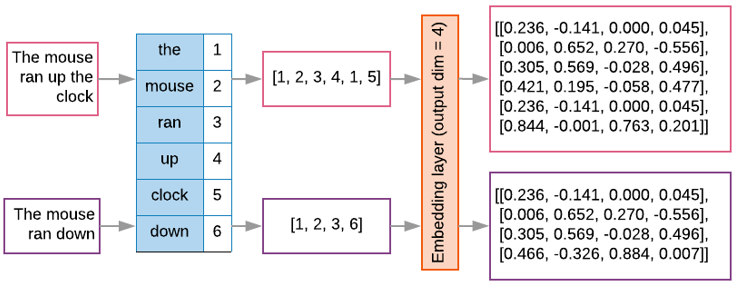 The mouse
ran up the
clock
the 1
mouse 2
ran 3
up 4
clock 5
down 6
[1, 2, 3, 4, 1, 5]
Embedding layer (output dim = 4)
[[0.236, -0.141, 0.000, 0.045],
[0.006, 0.652, 0.270, -0.556],
[0.305, 0.569, -0.028, 0.496],
[0.421, 0.195, -0.058, 0.477],
[0.236, -0.141, 0.000, 0.045],
[0.844, -0.001, 0.763, 0.201]]
The mouse
ran down
[1, 2, 3, 6]
[[0.236, -0.141, 0.000, 0.045],
[0.006, 0.652, 0.270, -0.556],
[0.305, 0.569, -0.028, 0.496],
[0.466, -0.326, 0.884, 0.007]]